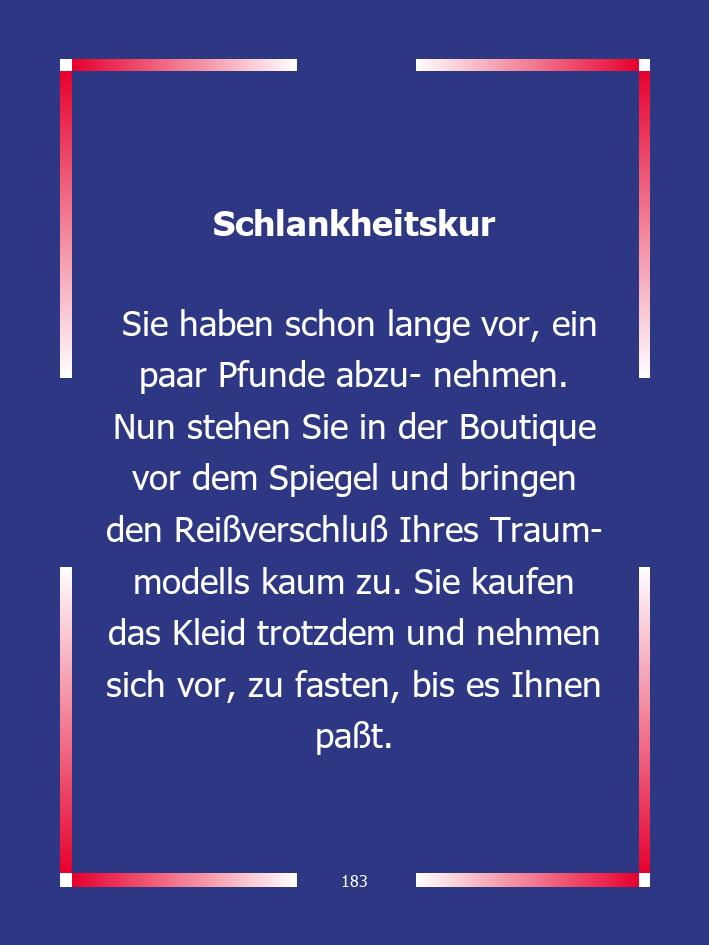 Schlankheitskur
Sie haben schon lange vor, ein
paar Pfunde abzu- nehmen.
Nun stehen Sie in der Boutique
vor dem Spiegel und bringen
den Reißverschluß Ihres Traum-
modells kaum zu. Sie kaufen
das Kleid trotzdem und nehmen
sich vor, zu fasten, bis es Ihnen
paßt.
183